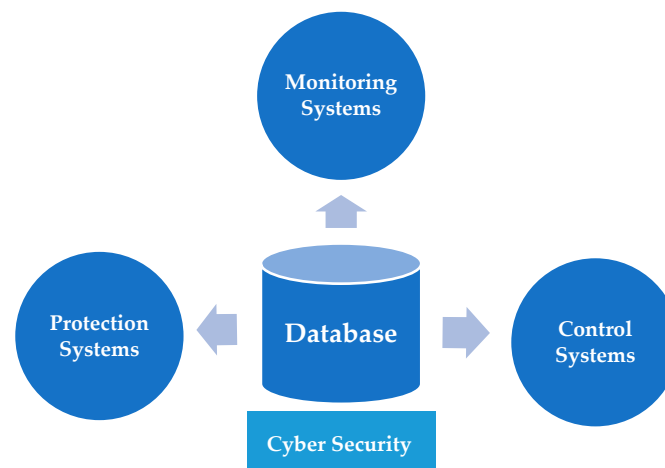 Monitoring
Systems
Protection
Systems
Database
Control
Systems
Cyber Security